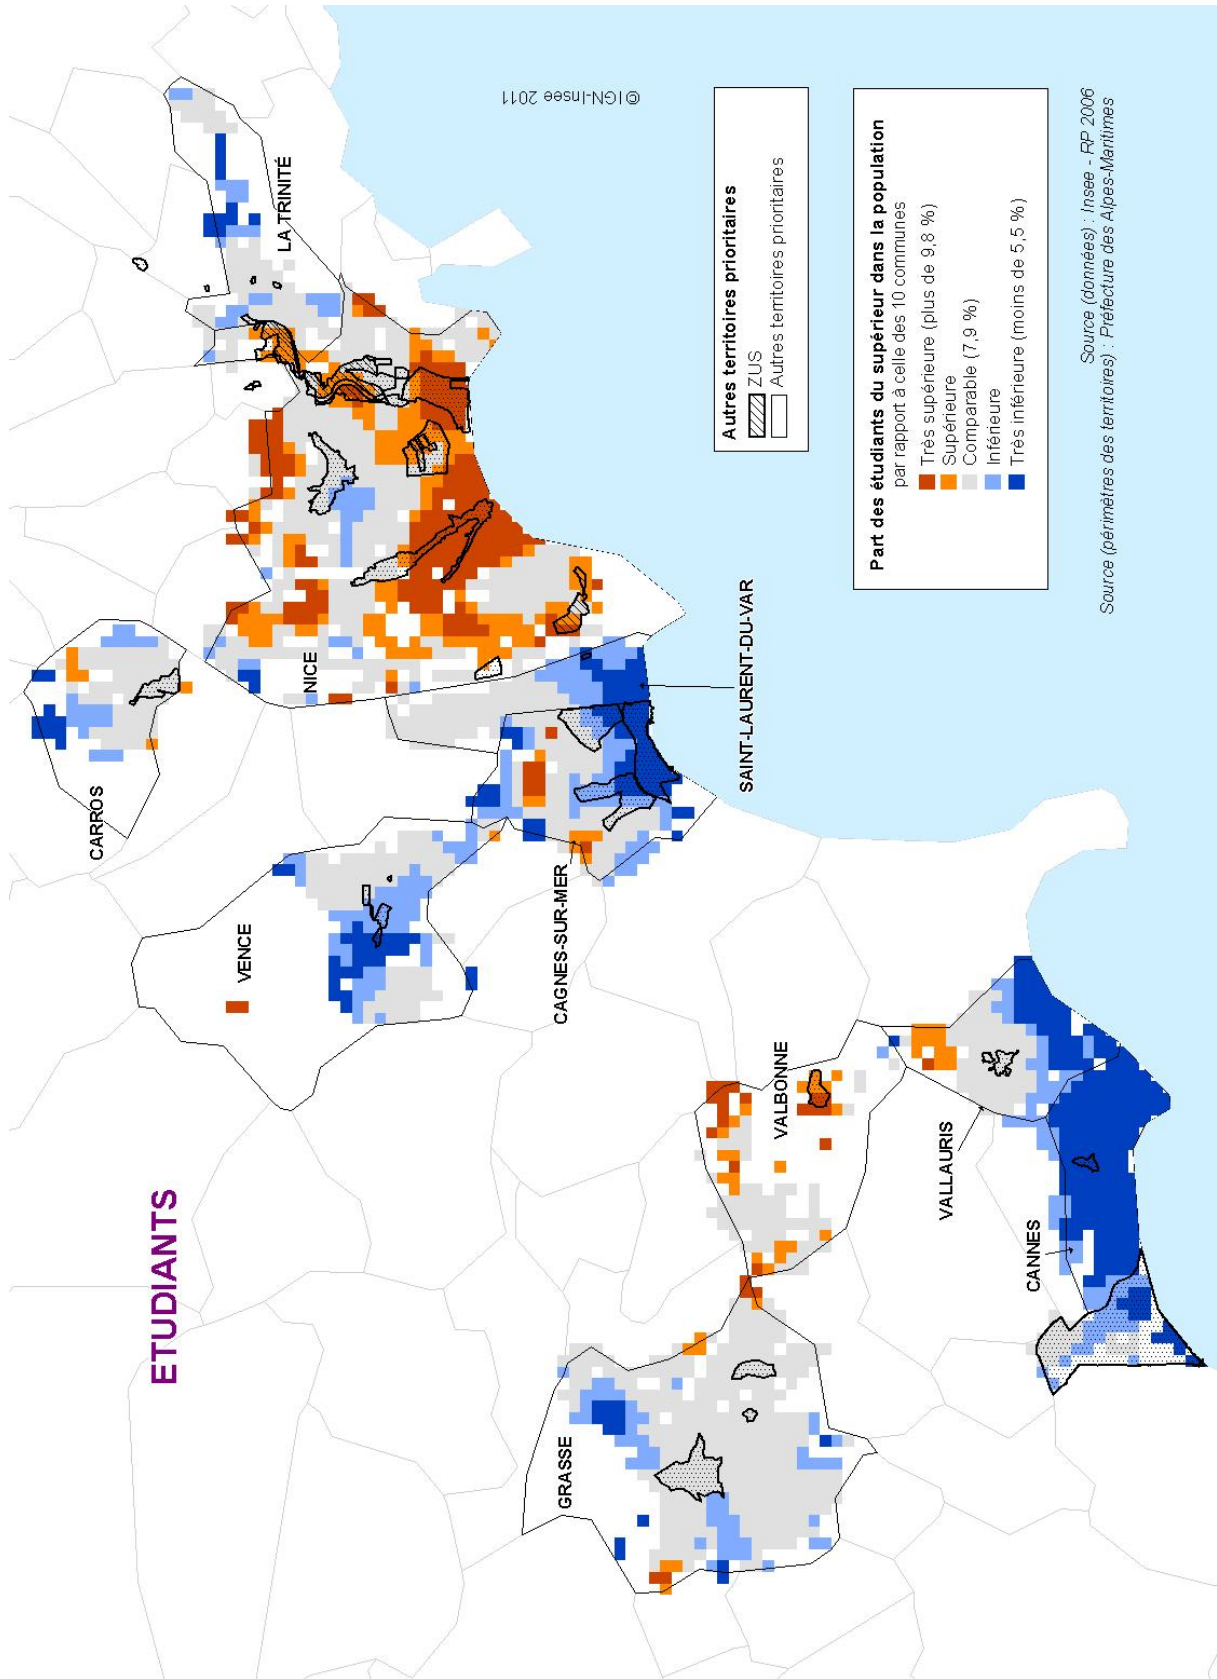 ETUDIANTS
CARROS
VENCE
NICE
LA TRINITÉ
CAGNES-SUR-MER
SAINT-LAURENT-DU-VAR
GRASSE
VALBONNE
VALLAURIS
CANNES
©IGN-Insee 2011
Autres territoires prioritaires
ZUS
Autres territoires prioritaires
Part des étudiants du supérieur dans la population
par rapport à celle des 10 communes
Très supérieure (plus de 9,8 %)
Supérieure
Comparable (7,9 %)
Inférieure
Très inférieure (moins de 5,5 %)
Source (données) : Insee - RP 2006
Source (périmètres des territoires) : Préfecture des Alpes-Maritimes